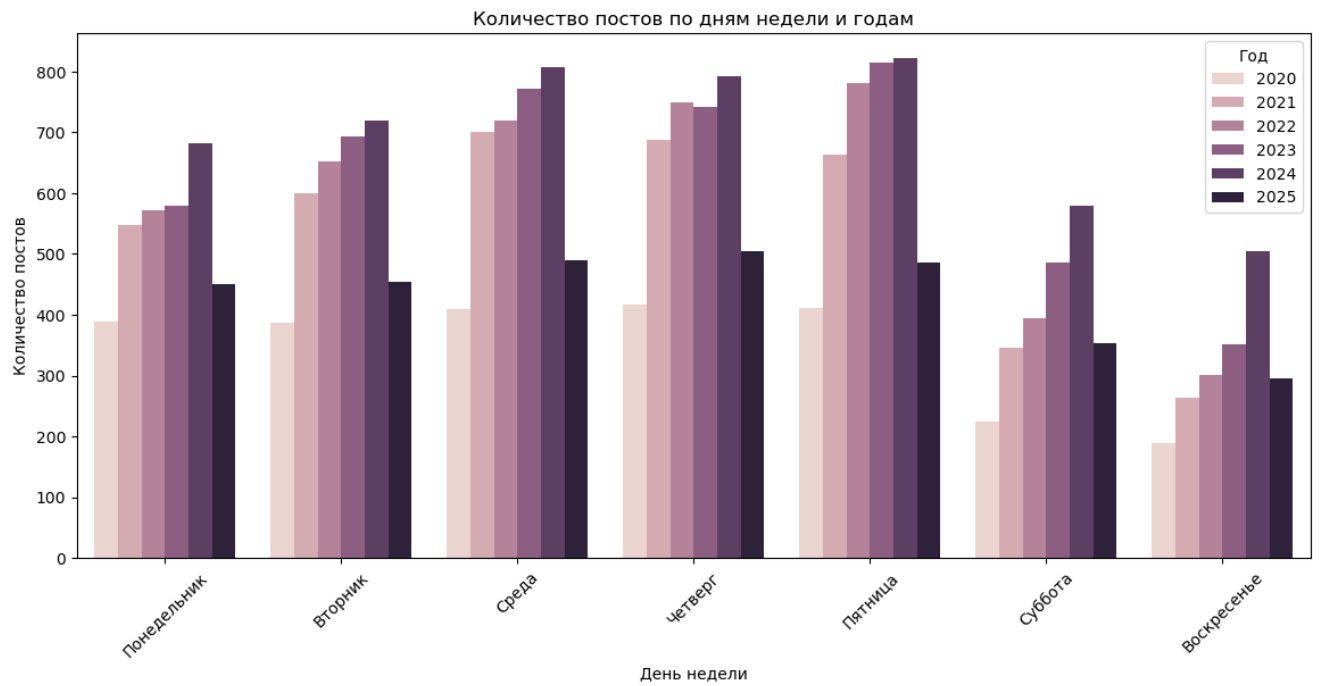 Количество постов по дням недели и годам
Количество постов
800
700
600
500
400
300
200
100
0
Год
2020
2021
2022
2023
2024
2025
Понедельник
Вторник
Среда
Четверг
Пятница
Суббота
Воскресенье
День недели